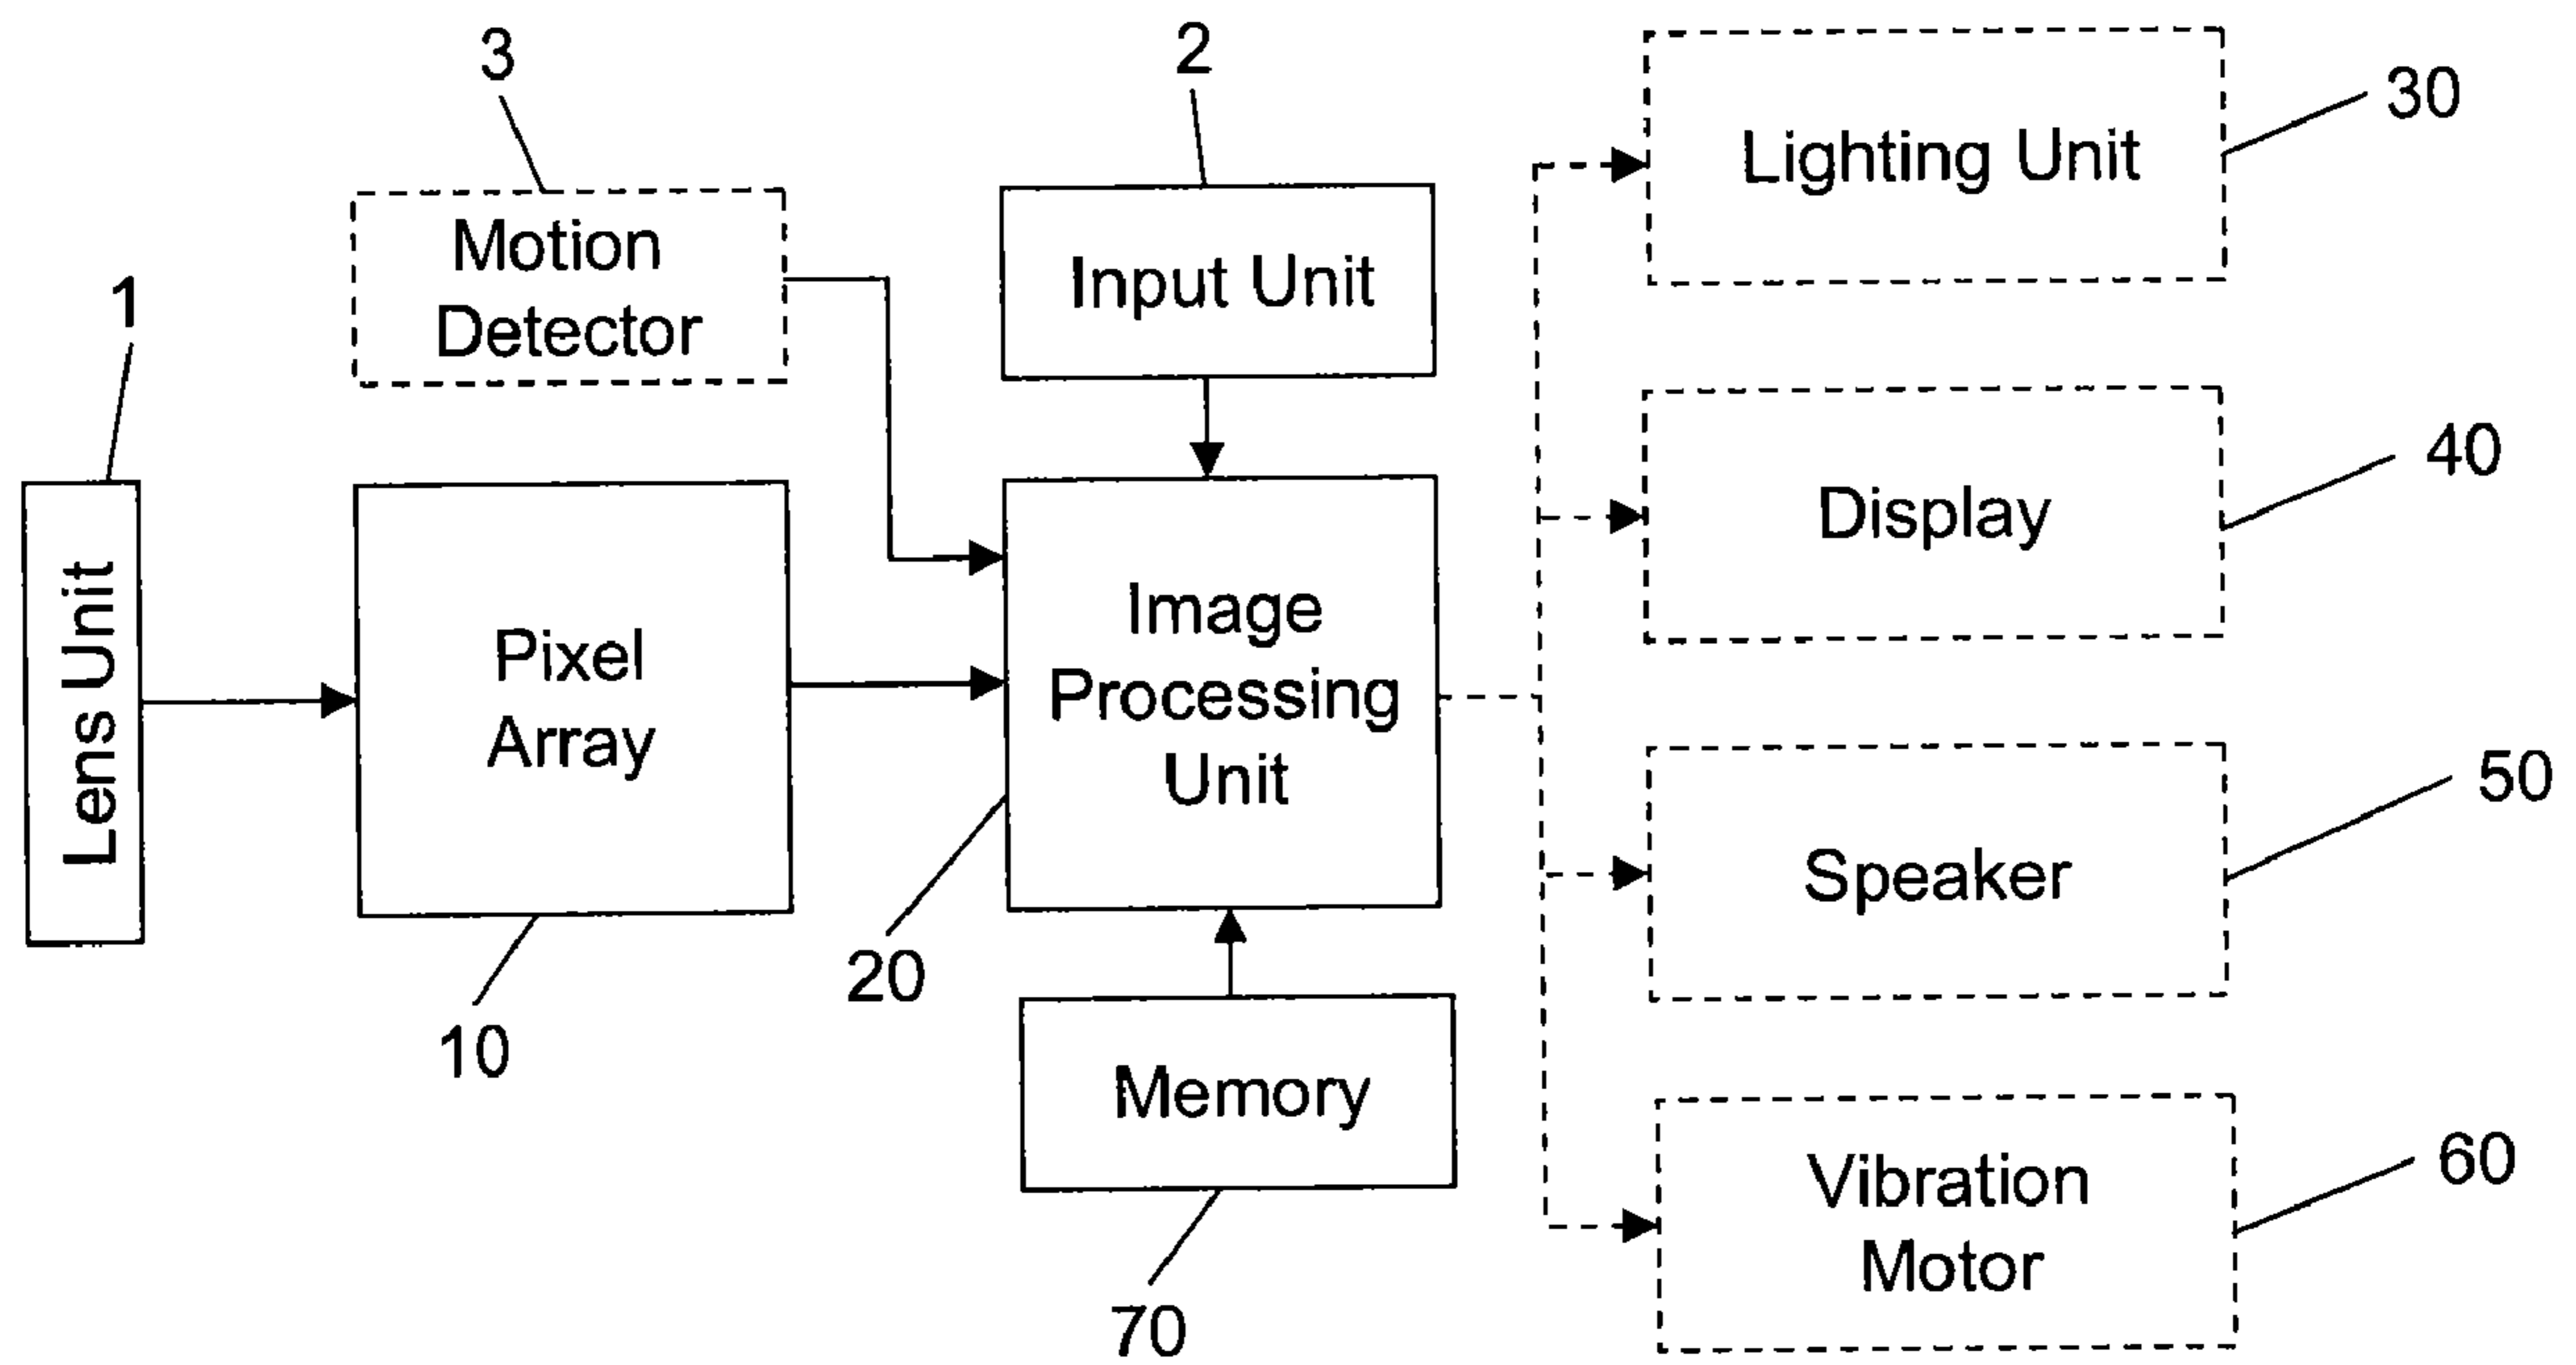 3
2
30
Lighting Unit
Motion
Detector
Input Unit
1
40
Display
Lens Unit
Pixel
Array
Image
Processing
Unit
50
Speaker
20
10
Memory
60
Vibration
Motor
70